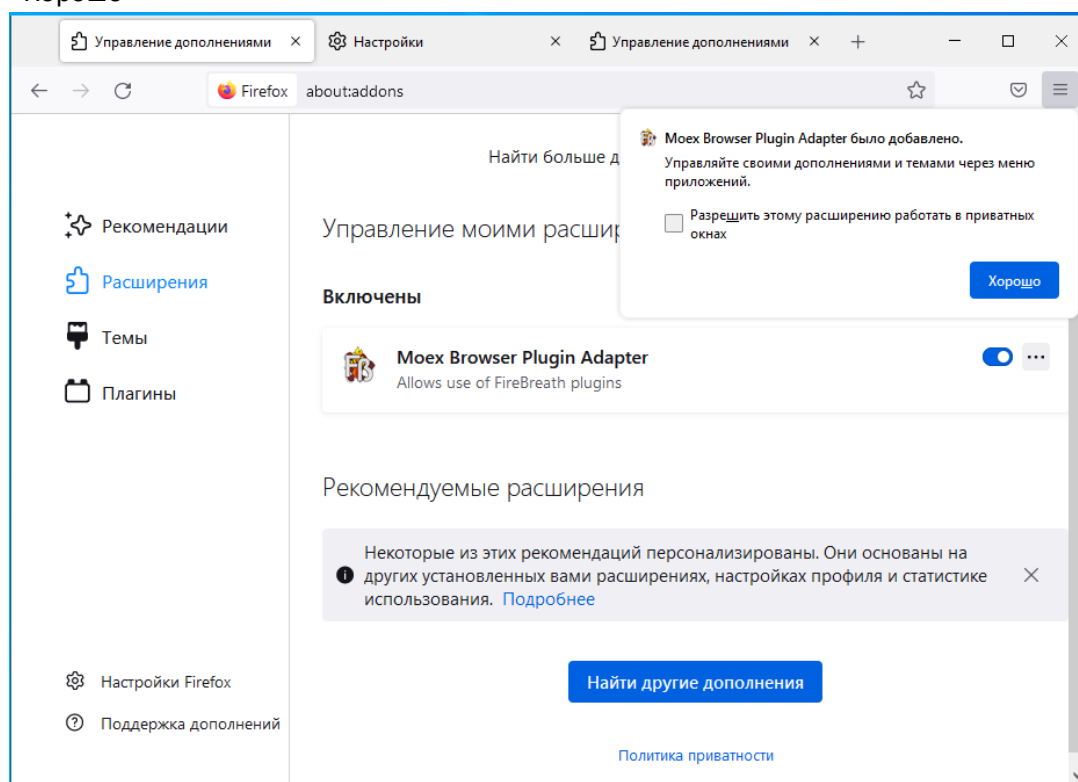 Хорошо
Управление дополнениями
Настройки
Управление дополнениями
Firefox
about:addons
Moex Browser Plugin Adapter было добавлено.
Управляйте своими дополнениями и темами через меню
приложений.
Разрешить этому расширению работать в приватных
окнах
Хорошо
Найти больше д
Рекомендации
Расширения
Темы
Плагины
Управление моими расшир
Включены
Moex Browser Plugin Adapter
Allows use of FireBreath plugins
Рекомендуемые расширения
Некоторые из этих рекомендаций персонализированы. Они основаны на
других установленных вами расширениях, настройках профиля и статистике
использования. Подробнее
Найти другие дополнения
Настройки Firefox
Поддержка дополнений
Политика приватности